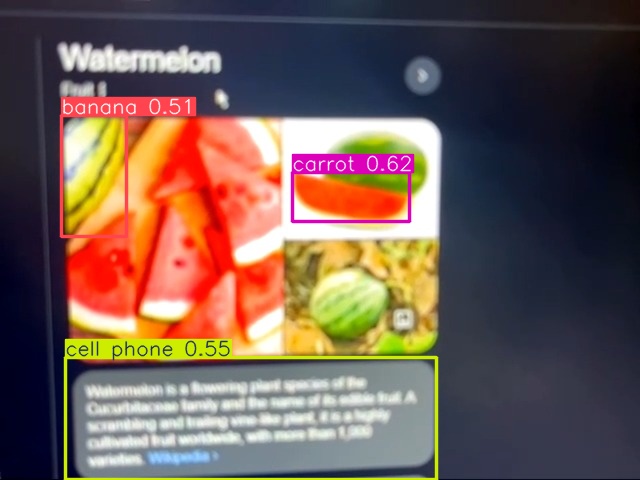 Watermelon
Fruit
banana 0.51
carrot 0.62
cell phone 0.55
Watermelon is a flowering plant species of the
Cucurbitaceae family and the name of its edible fruit. A
scrambling and trailing vine-like plant, it is a highly
cultivated fruit worldwide, with more than 1,000
varieties. Wikipedia ›